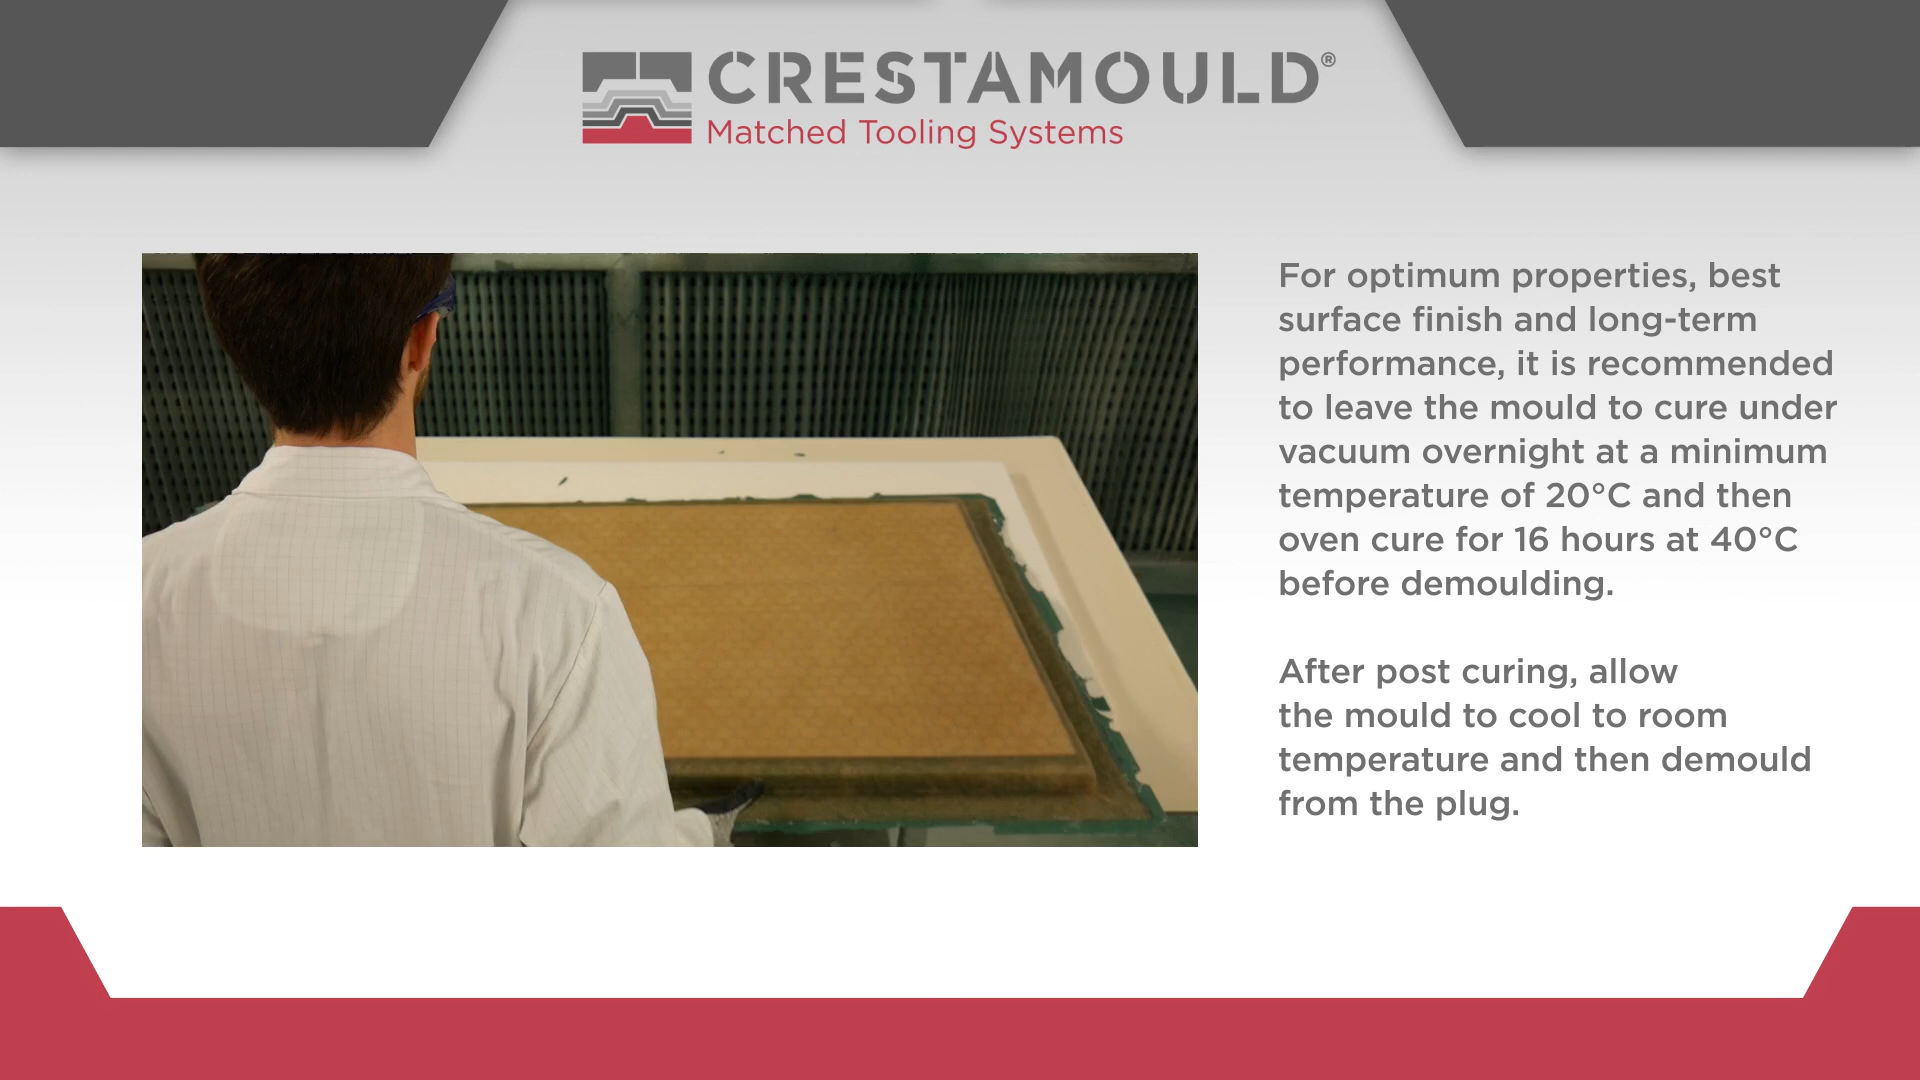 CRESTAMOULD®
Matched Tooling Systems
For optimum properties, best
surface finish and long-term
performance, it is recommended
to leave the mould to cure under
vacuum overnight at a minimum
temperature of 20°C and then
oven cure for 16 hours at 40°C
before demoulding.
After post curing, allow
the mould to cool to room
temperature and then demould
from the plug.